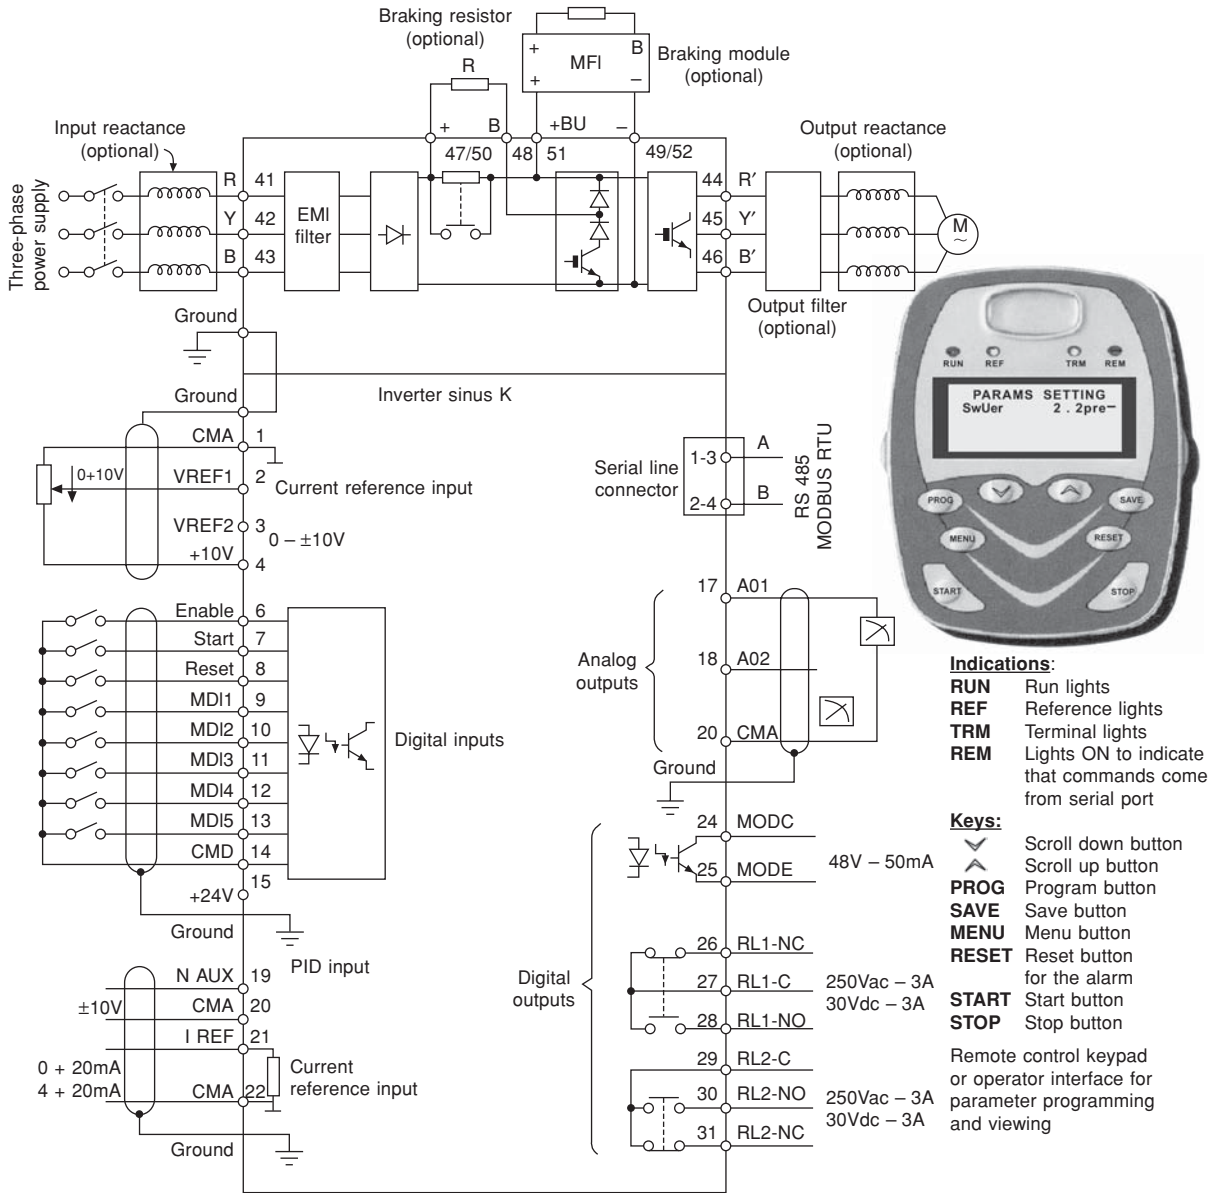 Braking resistor
(optional)
R
+
B
MFI
+
–
Braking module
(optional)
Input reactance
(optional)
+
B
+BU
–
47/50
48
51
49/52
Output reactance
(optional)
Three-phase
power supply
R
41
Y
42
B
43
EMI
filter
44
R′
45
Y′
46
B′
M
~
Output filter
(optional)
Ground
Inverter sinus K
Ground
CMA
1
0+10V
VREF1
2
Current reference input
VREF2
3
0 – ±10V
+10V
4
Serial line
connector
1-3
A
2-4
B
RS 485
MODBUS RTU
RUN
REF
TRM
REM
PARAMS SETTING
SwUer 2 . 2pre–
PROG
SAVE
MENU
RESET
START
STOP
Enable
6
Start
7
Reset
8
MDI1
9
MDI2
10
MDI3
11
MDI4
12
MDI5
13
CMD
14
15
+24V
Ground
Digital inputs
Analog
outputs
17
A01
18
A02
20
CMA
Ground
24
MODC
25
MODE
48V – 50mA
PID input
N AUX
19
±10V
CMA
20
I REF
21
0 + 20mA
4 + 20mA
CMA
22
Current
reference input
Ground
Digital
outputs
26
RL1-NC
27
RL1-C
28
RL1-NO
250Vac – 3A
30Vdc – 3A
29
RL2-C
30
RL2-NO
31
RL2-NC
250Vac – 3A
30Vdc – 3A
Indications:
RUN Run lights
REF Reference lights
TRM Terminal lights
REM Lights ON to indicate
that commands come
from serial port
Keys:
Scroll down button
Scroll up button
PROG Program button
SAVE Save button
MENU Menu button
RESET Reset button
for the alarm
START Start button
STOP Stop button
Remote control keypad
or operator interface for
parameter programming
and viewing